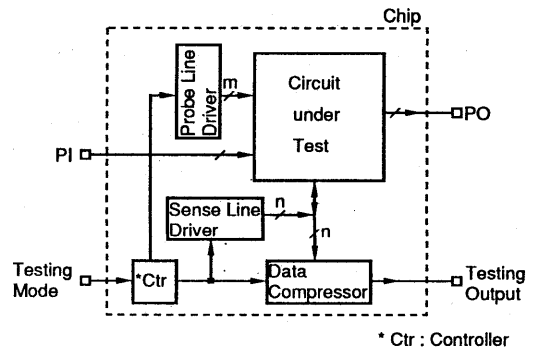 Chip
Probe Line
Driver
m
Circuit
under
Test
PO
PI
Sense Line
Driver
n
n
Testing
Mode
*Ctr
Data
Compressor
Testing
Output
* Ctr : Controller